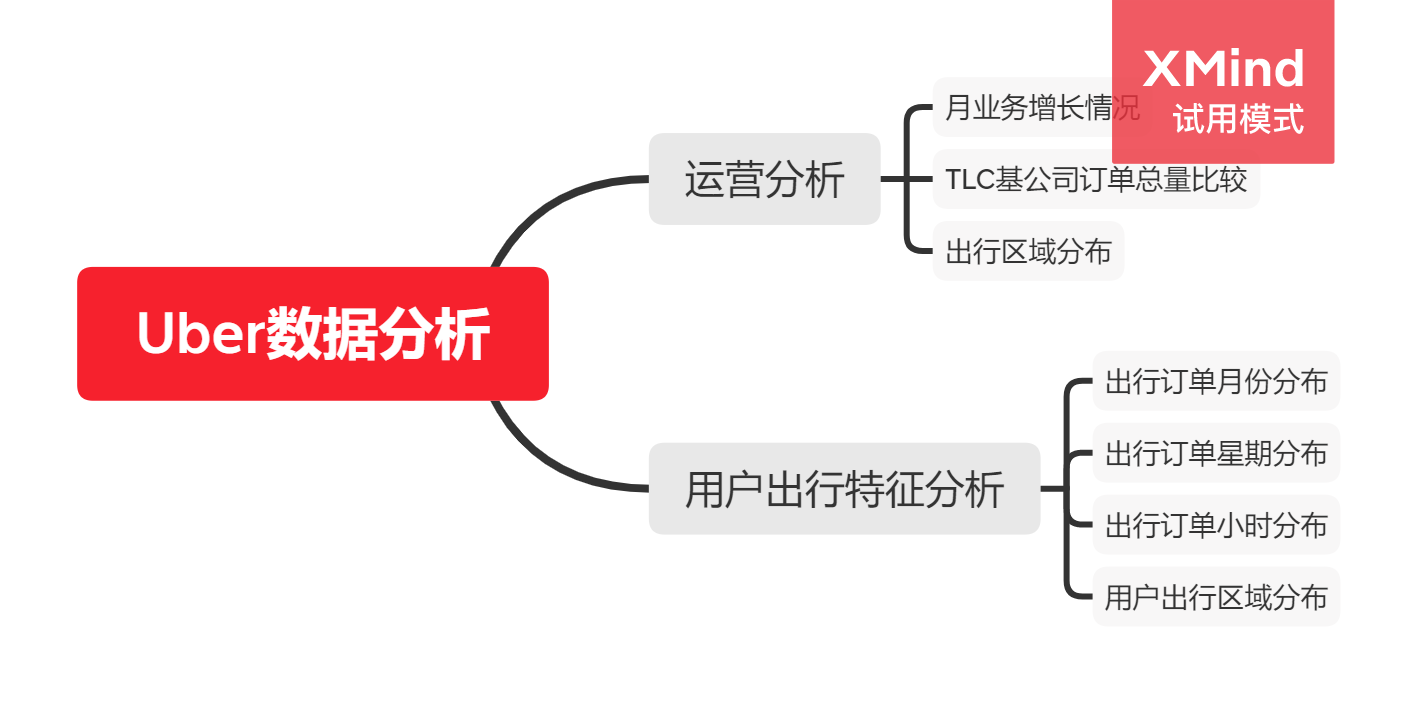 XMind
试用模式
月业务增长情况
运营分析
TLC基公司订单总量比较
出行区域分布
Uber数据分析
出行订单月份分布
出行订单星期分布
用户出行特征分析
出行订单小时分布
用户出行区域分布